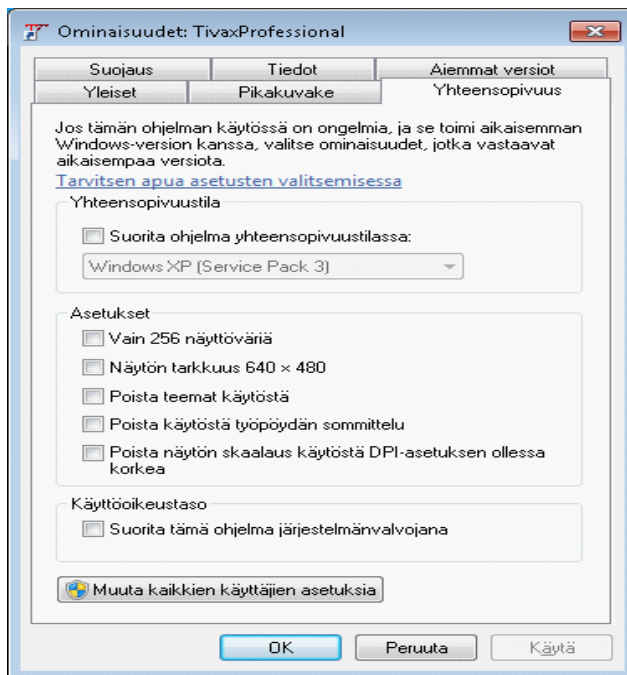 Ominaisuudet: TivaxProfessional
Suojaus
Tiedot
Aiemmat versiot
Yleiset
Pikakuvake
Yhteensopivuus
Jos tämän ohjelman käytössä on ongelmia, ja se toimi aikaisemman
Windows-version kanssa, valitse ominaisuudet, jotka vastaavat
aikaisempaa versiota.
Tarvitsen apua asetusten valitsemisessa
Yhteensopivuustila
Suorita ohjelma yhteensopivuustilassa:
Windows XP (Service Pack 3)
Asetukset
Vain 256 näyttöväriä
Näytön tarkkuus 640 × 480
Poista teemat käytöstä
Poista käytöstä työpöydän sommittelu
Poista näytön skaalaus käytöstä DPI-asetuksen ollessa
korkea
Käyttöoikeustaso
Suorita tämä ohjelma järjestelmänvalvojana
Muuta kaikkien käyttäjien asetuksia
OK
Peruuta
Käytä